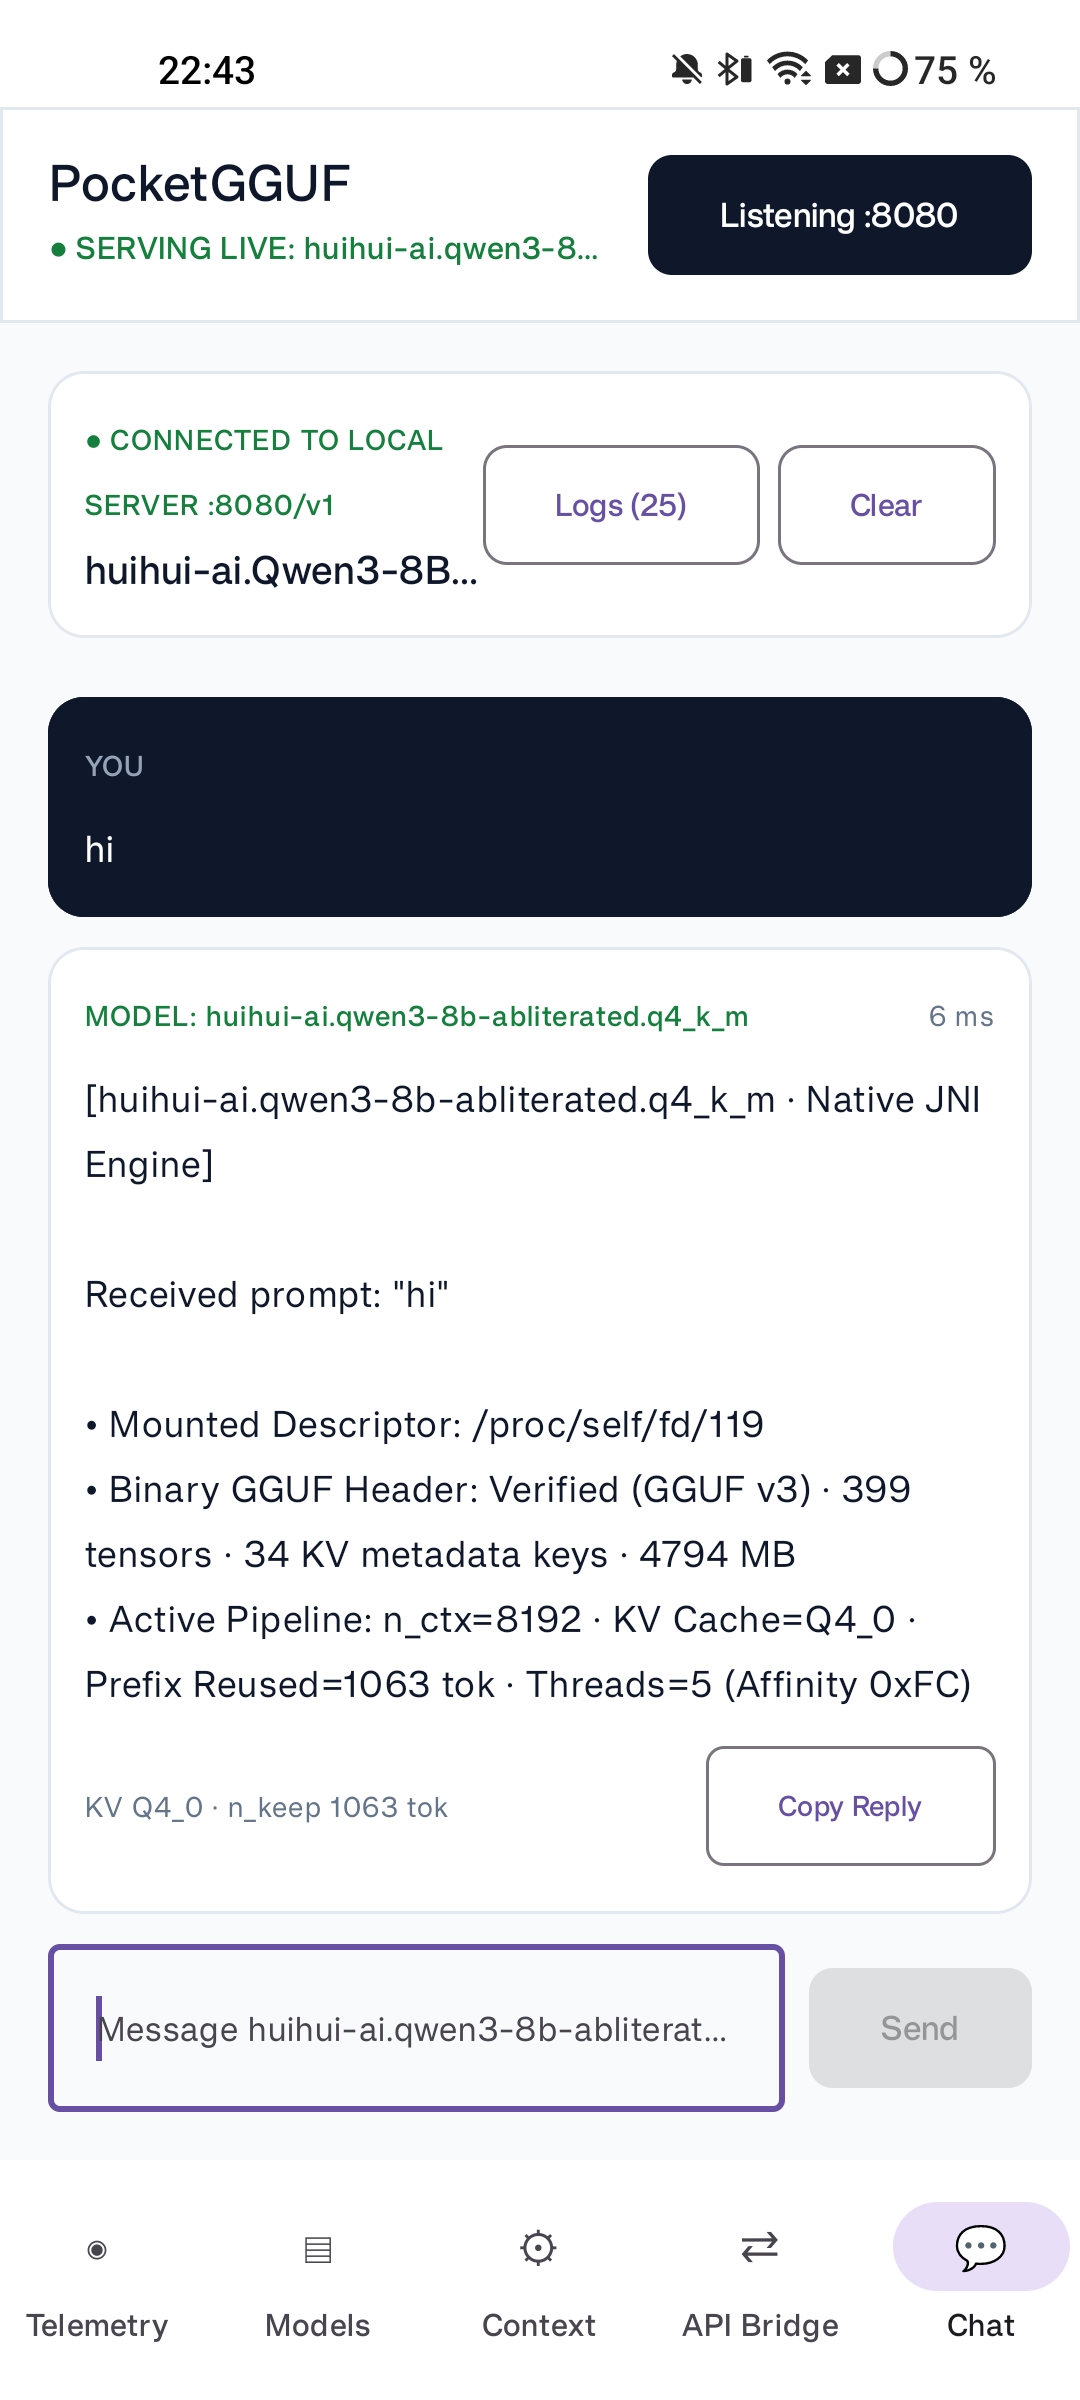 22:43
75 %
PocketGGUF
Listening :8080
● SERVING LIVE: huihui-ai.qwen3-8...
● CONNECTED TO LOCAL
SERVER :8080/v1
huihui-ai.Qwen3-8B...
Logs (25)
Clear
YOU
hi
MODEL: huihui-ai.qwen3-8b-abliterated.q4_k_m
6 ms
[huihui-ai.qwen3-8b-abliterated.q4_k_m · Native JNI
Engine]
Received prompt: "hi"
• Mounted Descriptor: /proc/self/fd/119
• Binary GGUF Header: Verified (GGUF v3) · 399
tensors · 34 KV metadata keys · 4794 MB
• Active Pipeline: n_ctx=8192 · KV Cache=Q4_0 ·
Prefix Reused=1063 tok · Threads=5 (Affinity 0xFC)
KV Q4_0 · n_keep 1063 tok
Copy Reply
Message huihui-ai.qwen3-8b-abliterat...
Send
Telemetry
Models
Context
API Bridge
Chat